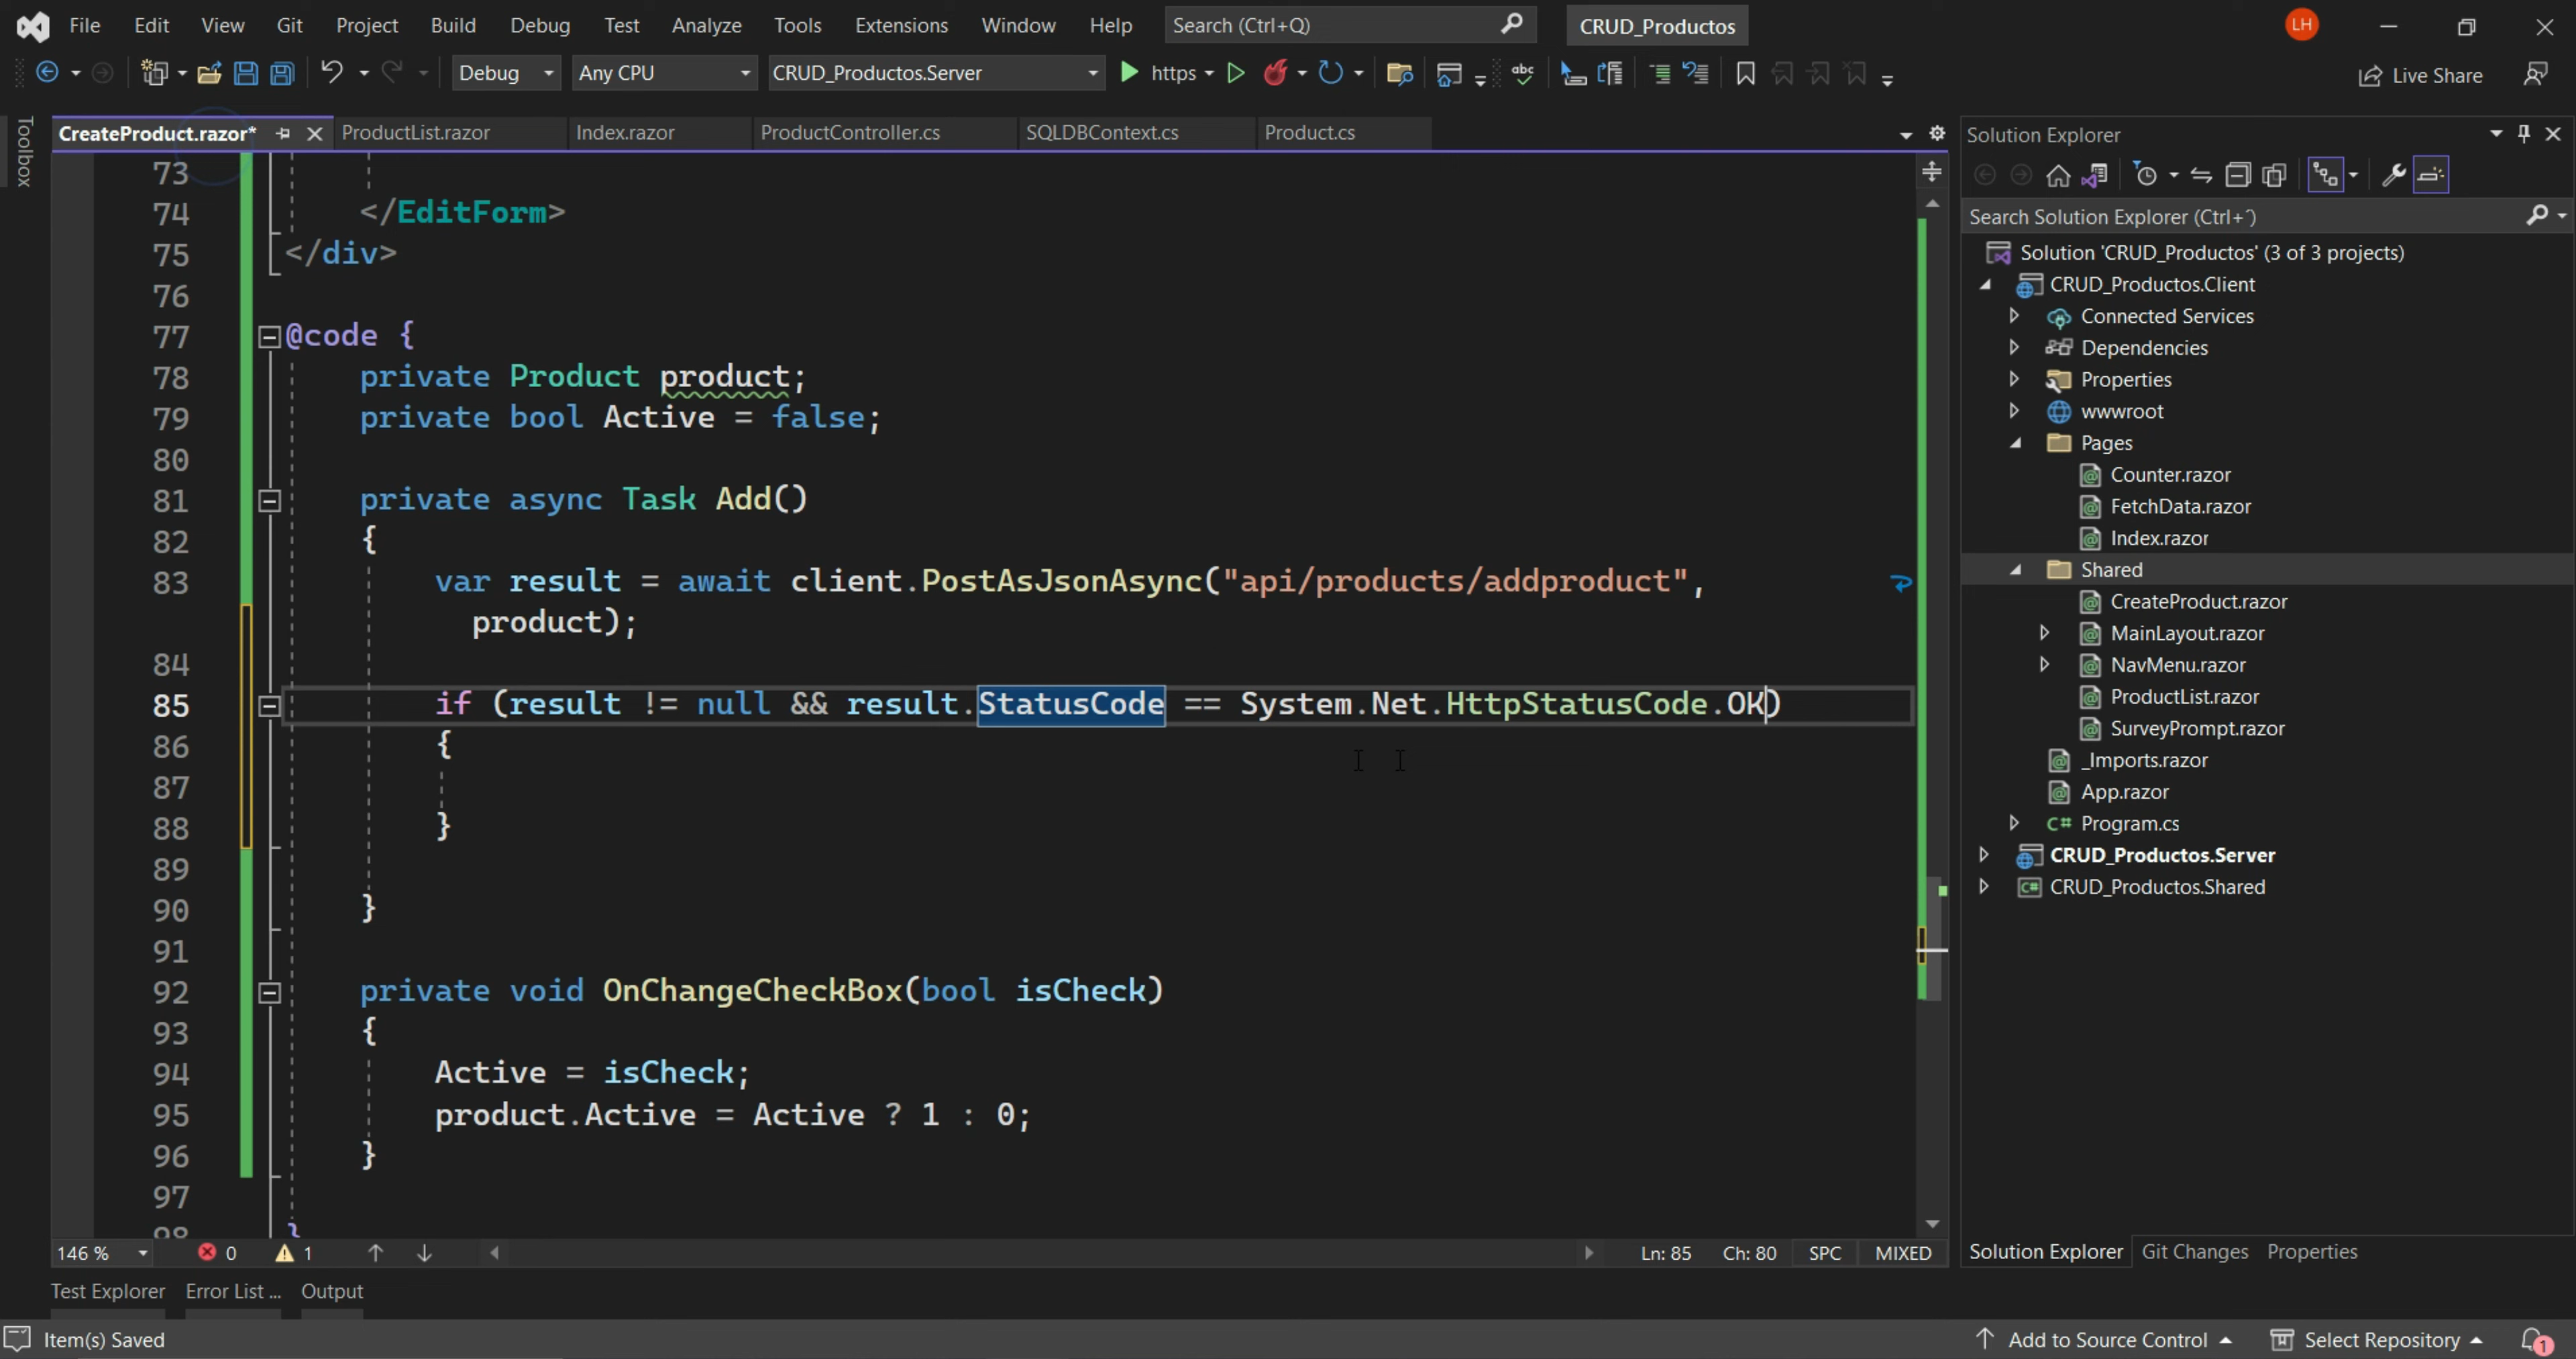 File Edit View Git Project Build Debug Test Analyze Tools Extensions Window Help Search (Ctrl+Q) CRUD_Productos LH
Debug Any CPU CRUD_Productos.Server https abc Live Share
Toolbox
CreateProduct.razor* ProductList.razor Index.razor ProductController.cs SQLDBContext.cs Product.cs
73
74 </EditForm>
75 </div>
76
77 @code {
78 private Product product;
79 private bool Active = false;
80
81 private async Task Add()
82 {
83 var result = await client.PostAsJsonAsync("api/products/addproduct",
product);
84
85 if (result != null && result.StatusCode == System.Net.HttpStatusCode.OK)
86 {
87
88 }
89
90 }
91
92 private void OnChangeCheckBox(bool isCheck)
93 {
94 Active = isCheck;
95 product.Active = Active ? 1 : 0;
96 }
97
98 }
146 % 0 1 Ln: 85 Ch: 80 SPC MIXED
Solution Explorer
Search Solution Explorer (Ctrl+´)
Solution 'CRUD_Productos' (3 of 3 projects)
CRUD_Productos.Client
Connected Services
Dependencies
Properties
wwwroot
Pages
Counter.razor
FetchData.razor
Index.razor
Shared
CreateProduct.razor
MainLayout.razor
NavMenu.razor
ProductList.razor
SurveyPrompt.razor
_Imports.razor
App.razor
C# Program.cs
CRUD_Productos.Server
C# CRUD_Productos.Shared
Solution Explorer Git Changes Properties
Test Explorer Error List ... Output
Item(s) Saved Add to Source Control Select Repository 1